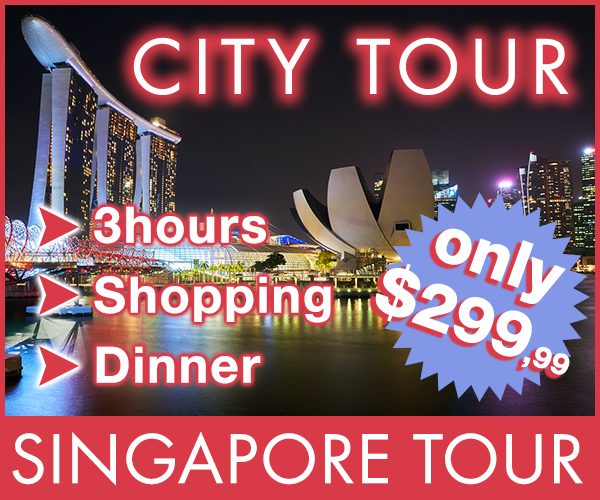 CITY TOUR
3hours
Shopping
Dinner
only
$299,99
SINGAPORE TOUR